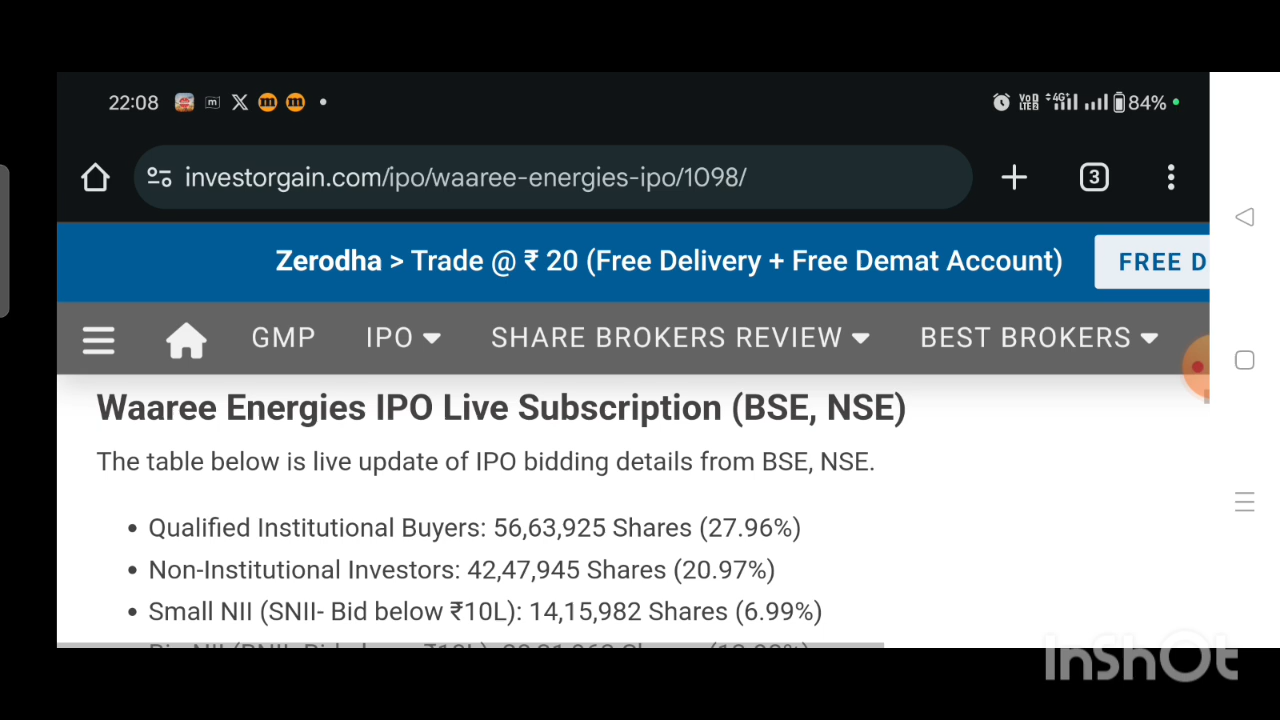 22:08 VoD LTE 4G+ 84%
investorgain.com/ipo/waaree-energies-ipo/1098/ 3
Zerodha > Trade @ ₹ 20 (Free Delivery + Free Demat Account) FREE D
GMP IPO SHARE BROKERS REVIEW BEST BROKERS
Waaree Energies IPO Live Subscription (BSE, NSE)
The table below is live update of IPO bidding details from BSE, NSE.
• Qualified Institutional Buyers: 56,63,925 Shares (27.96%)
• Non-Institutional Investors: 42,47,945 Shares (20.97%)
• Small NII (SNII- Bid below ₹10L): 14,15,982 Shares (6.99%)
InShOt